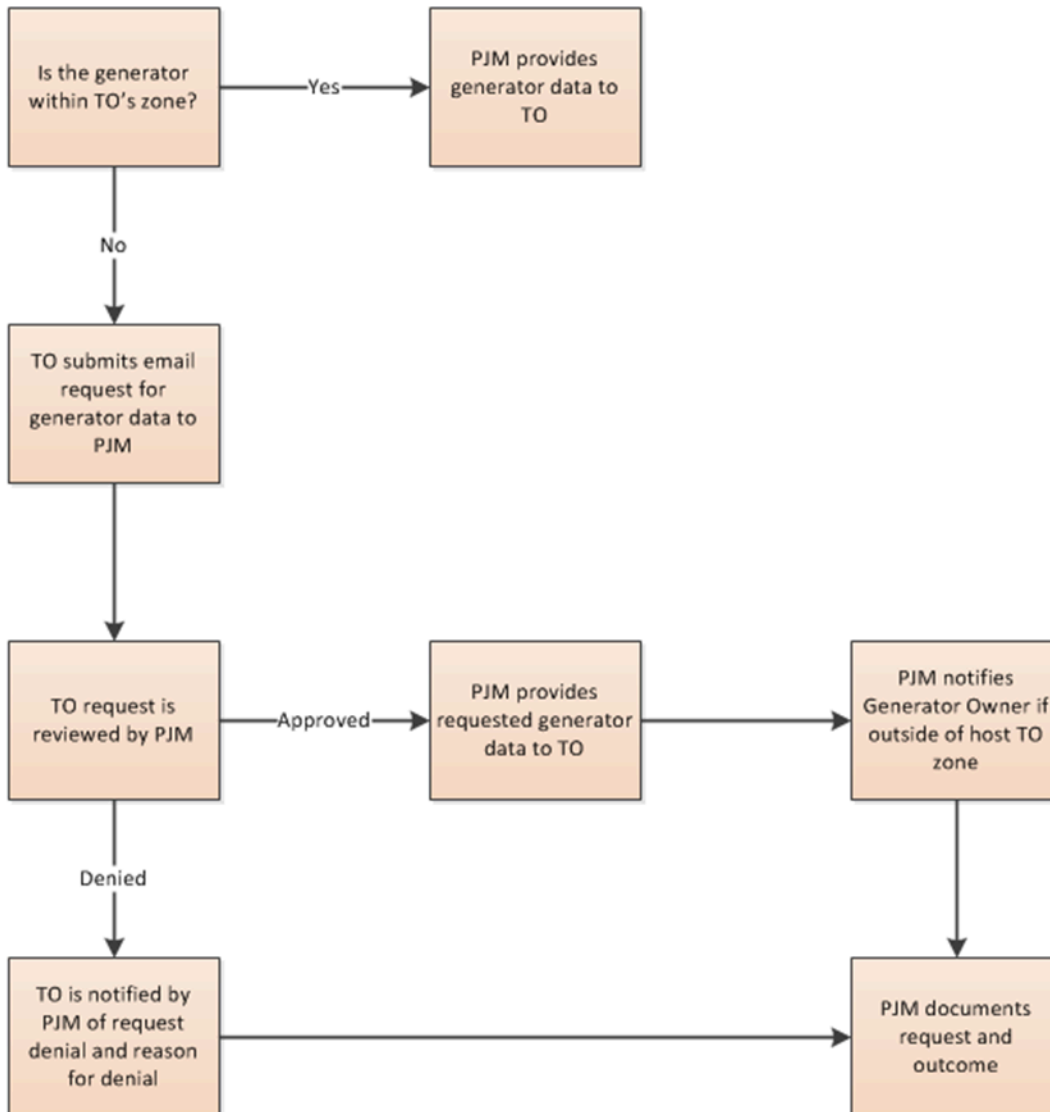 Is the generator
within TO's zone?
Yes
PJM provides
generator data to
TO
No
TO submits email
request for
generator data to
PJM
TO request is
reviewed by PJM
Approved
PJM provides
requested generator
data to TO
PJM notifies
Generator Owner if
outside of host TO
zone
Denied
TO is notified by
PJM of request
denial and reason
for denial
PJM documents
request and
outcome